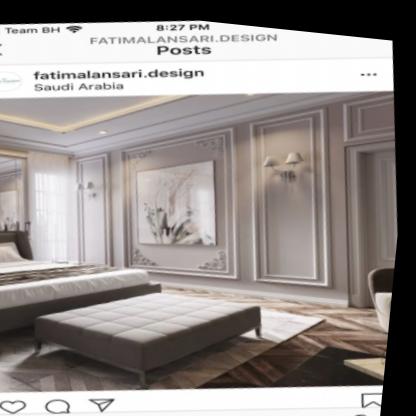 Team BH 8:27 PM
FATIMALANSARI.DESIGN
Posts
fatimalansari.design
Saudi Arabia